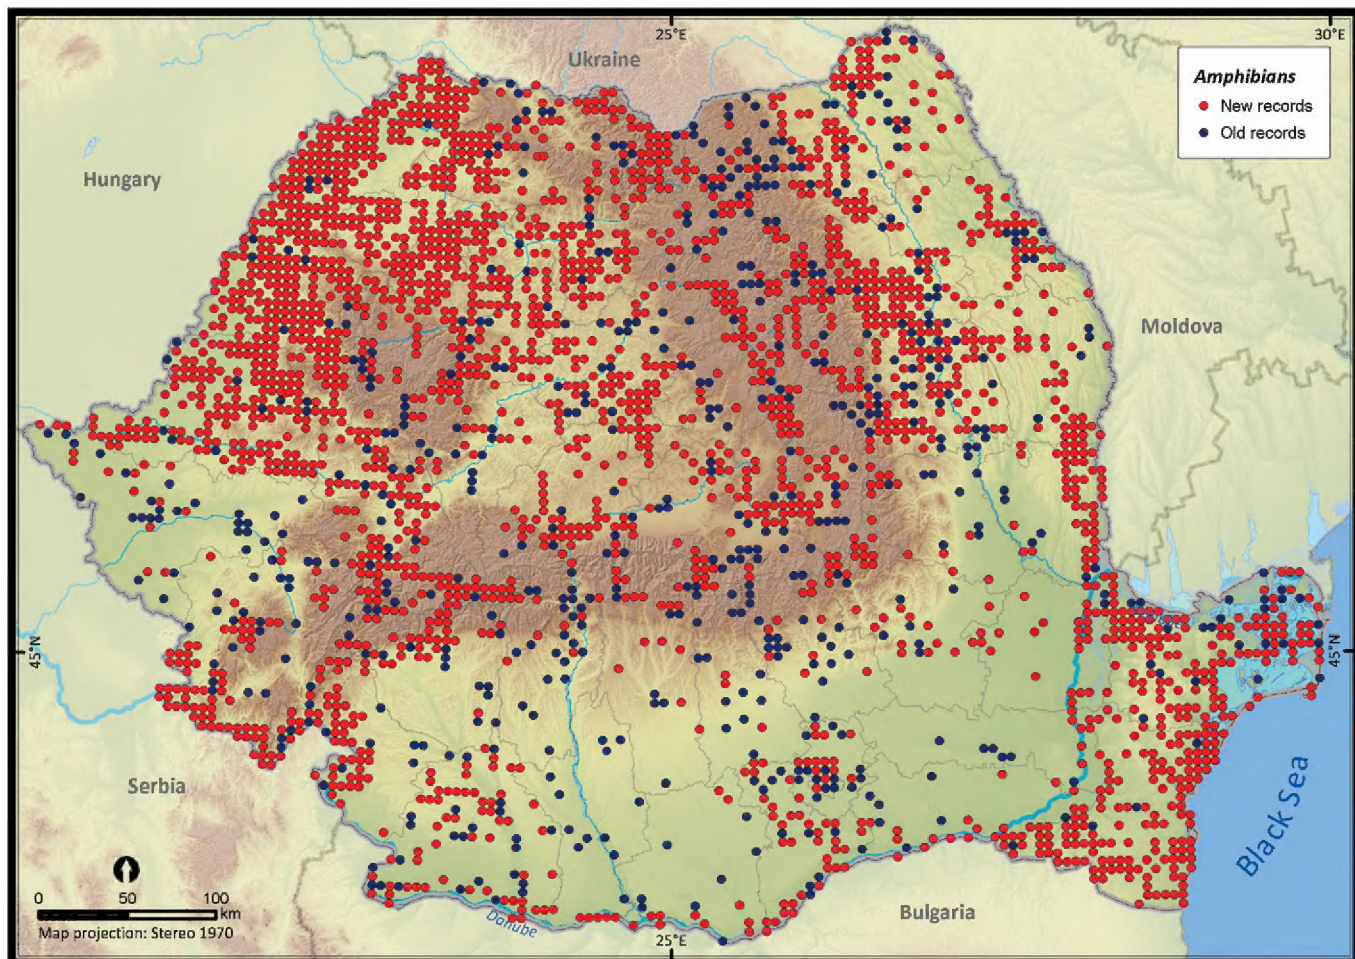 25°E
30°E
Ukraine
Amphibians
New records
Old records
Hungary
Moldova
45°N
45°N
Serbia
Black Sea
0 50 100
km
Map projection: Stereo 1970
Danube
25°E
Bulgaria